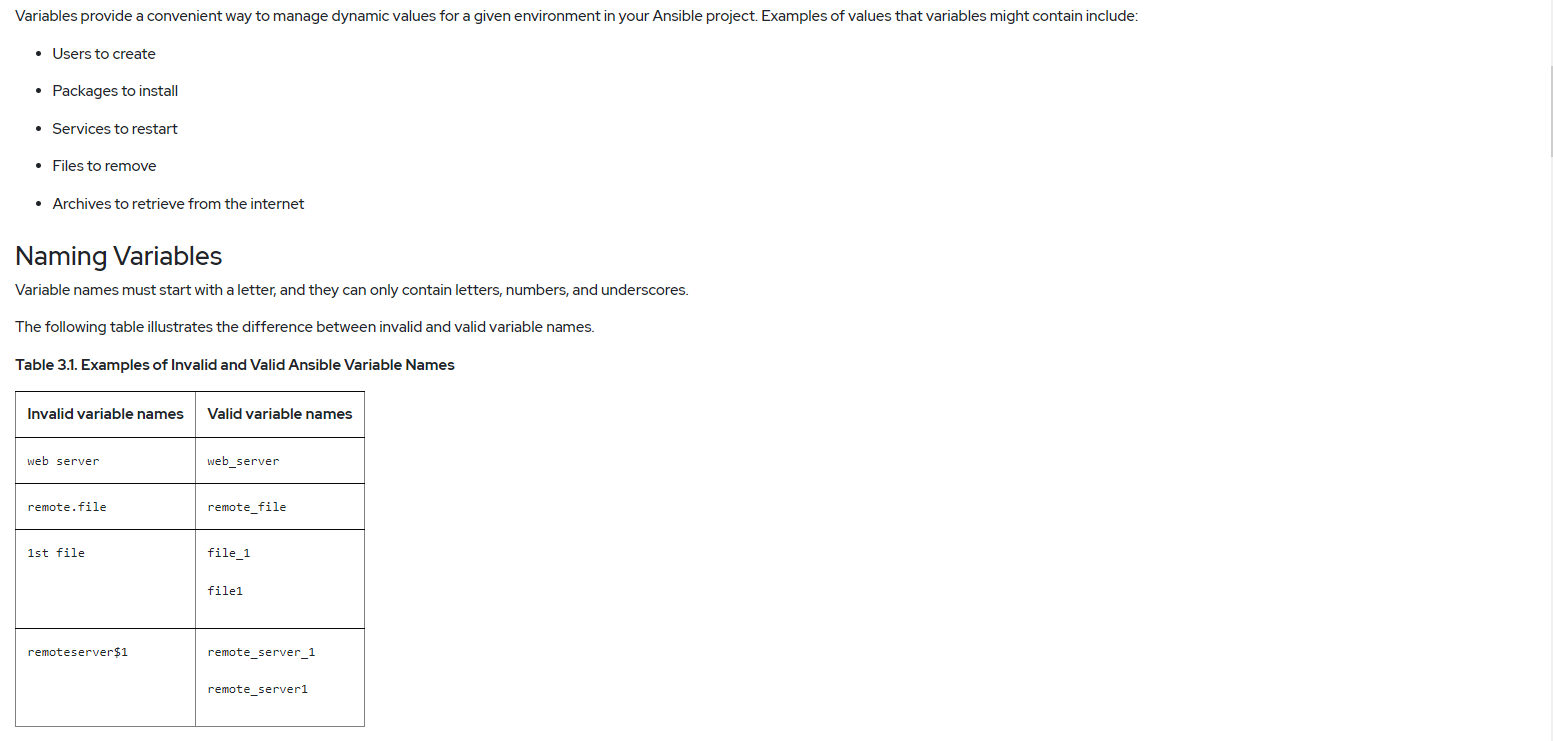 Variables provide a convenient way to manage dynamic values for a given environment in your Ansible project. Examples of values that variables might contain include:
• Users to create
• Packages to install
• Services to restart
• Files to remove
• Archives to retrieve from the internet
Naming Variables
Variable names must start with a letter, and they can only contain letters, numbers, and underscores.
The following table illustrates the difference between invalid and valid variable names.
Table 3.1. Examples of Invalid and Valid Ansible Variable Names
Invalid variable names Valid variable names
web server web_server
remote.file remote_file
1st file file_1
file1
remoteserver$1 remote_server_1
remote_server1